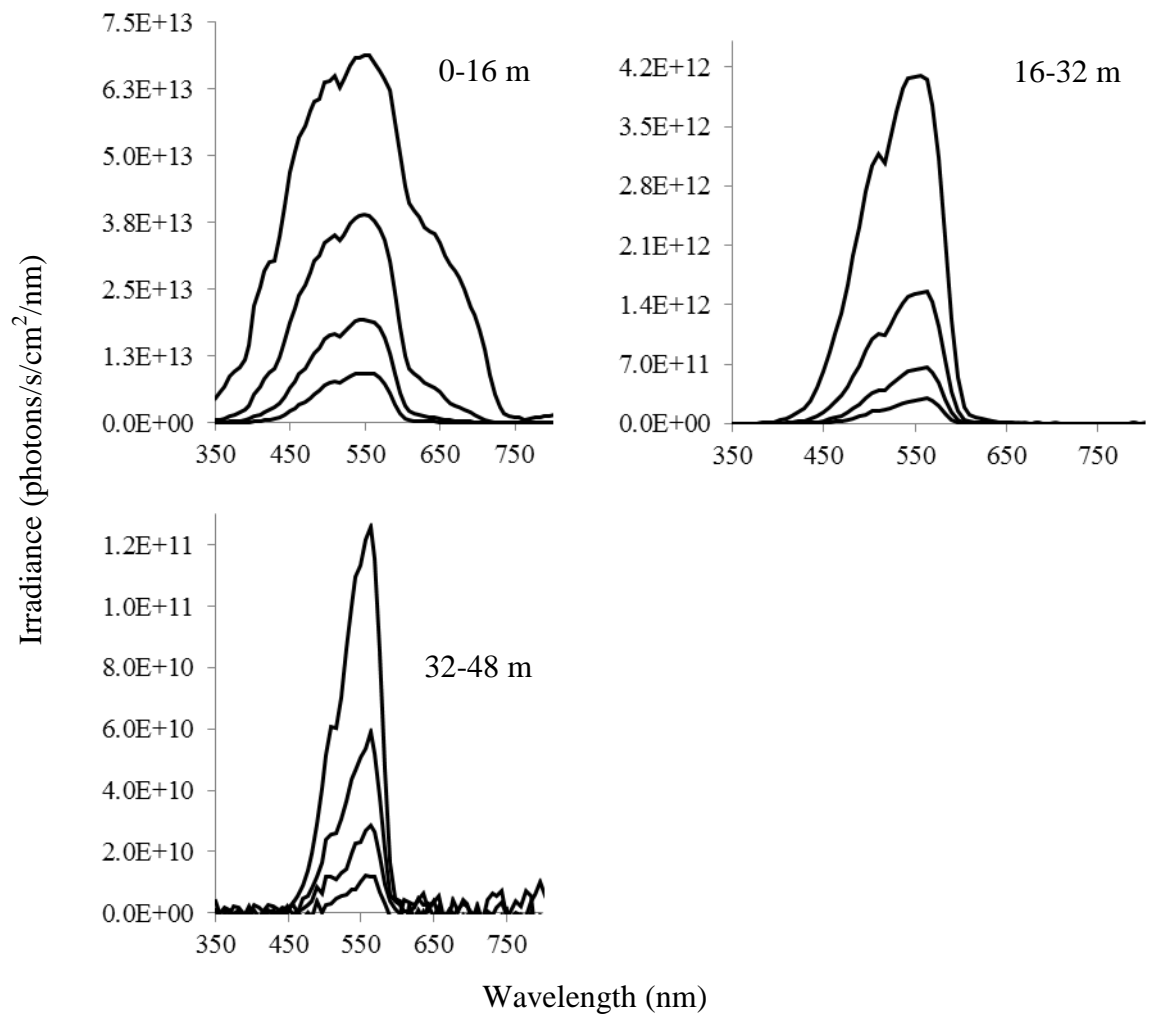 Irradiance (photons/s/cm²/nm)
7.5E+13
6.3E+13
5.0E+13
3.8E+13
2.5E+13
1.3E+13
0.0E+00
350 450 550 650 750
0-16 m
4.2E+12
3.5E+12
2.8E+12
2.1E+12
1.4E+12
7.0E+11
0.0E+00
350 450 550 650 750
16-32 m
1.2E+11
1.0E+11
8.0E+10
6.0E+10
4.0E+10
2.0E+10
0.0E+00
350 450 550 650 750
32-48 m
Wavelength (nm)